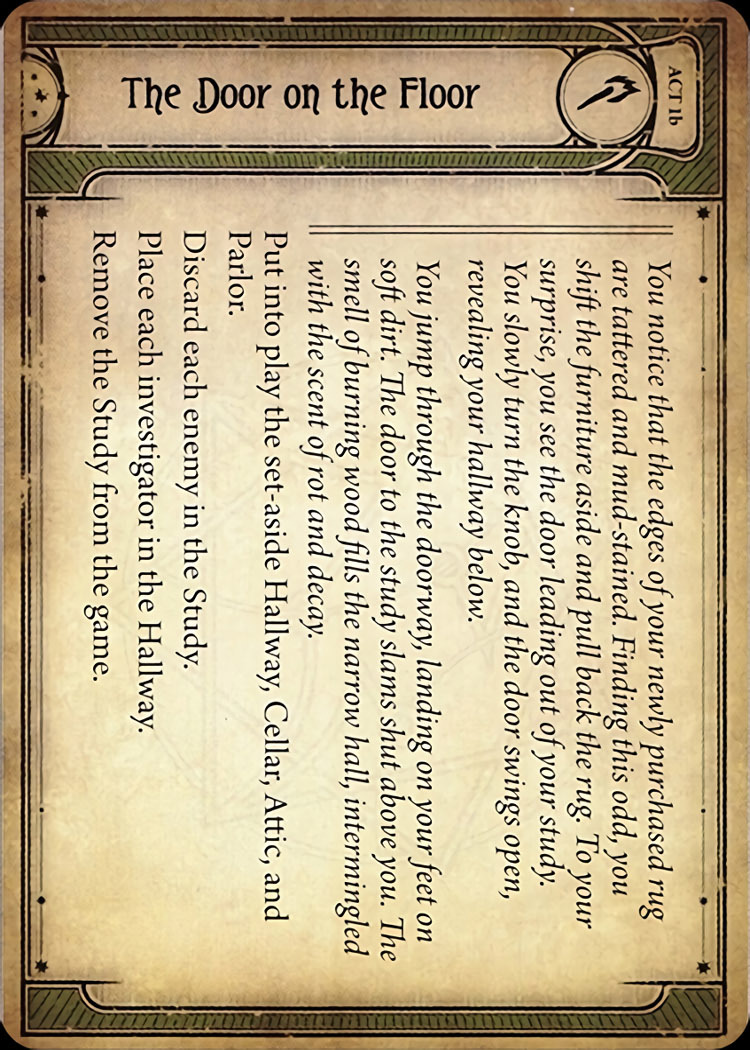 ACT 1b
The Door on the Floor
You notice that the edges of your newly purchased rug
are tattered and mud-stained. Finding this odd, you
shift the furniture aside and pull back the rug. To your
surprise, you see the door leading out of your study.
You slowly turn the knob, and the door swings open,
revealing your hallway below.
You jump through the doorway, landing on your feet on
soft dirt. The door to the study slams shut above you. The
smell of burning wood fills the narrow hall, intermingled
with the scent of rot and decay.
Put into play the set-aside Hallway, Cellar, Attic, and
Parlor.
Discard each enemy in the Study.
Place each investigator in the Hallway.
Remove the Study from the game.